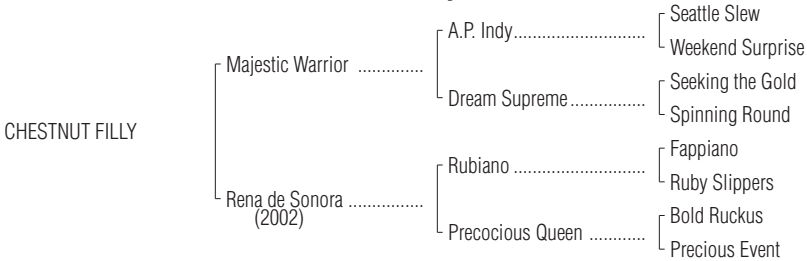 Seattle Slew
A.P. Indy..............................
Weekend Surprise
Majestic Warrior ...............
Seeking the Gold
Dream Supreme.................
Spinning Round
CHESTNUT FILLY
Fappiano
Rubiano ..............................
Ruby Slippers
Rena de Sonora .................
(2002)
Bold Ruckus
Precocious Queen .............
Precious Event